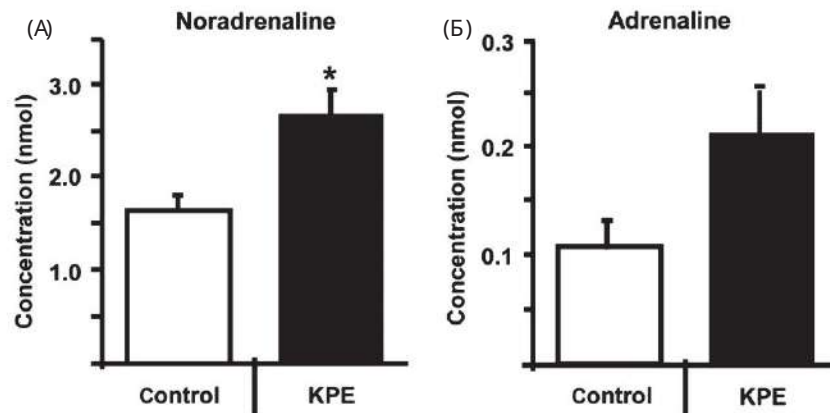 (А)
Noradrenaline
Concentration (nmol)
3.0
2.0
1.0
*
Control
KPE
(Б)
Adrenaline
Concentration (nmol)
0.3
0.2
0.1
Control
KPE